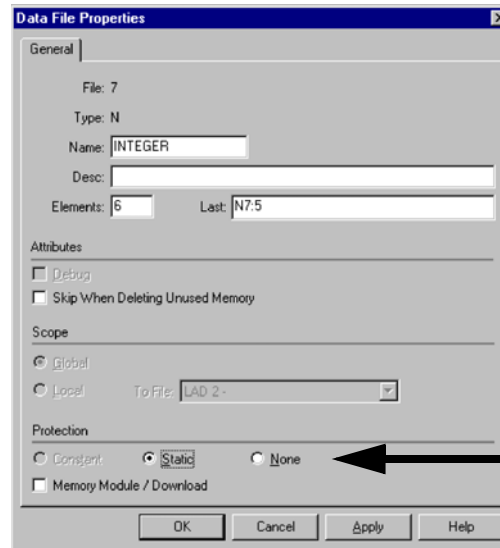 Data File Properties
General
File: 7
Type: N
Name: INTEGER
Desc:
Elements: 6 Last: N7:5
Attributes
Debug
Skip When Deleting Unused Memory
Scope
Global
Local To File: LAD 2 -
Protection
Constant Static None
Memory Module / Download
OK Cancel Apply Help